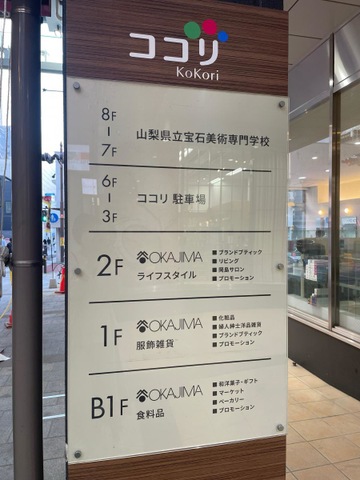 ココリ
KoKori
8F
-
7F
山梨県立宝石美術専門学校
6F
-
3F
ココリ 駐車場
2F
OKAJIMA
ライフスタイル
■ブランドブティック
■リビング
■呉服サロン
■プロモーション
1F
OKAJIMA
服飾雑貨
■化粧品
■婦人紳士洋品雑貨
■ブランドブティック
■プロモーション
B1F
OKAJIMA
食料品
■和洋菓子・ギフト
■マーケット
■ベーカリー
■プロモーション